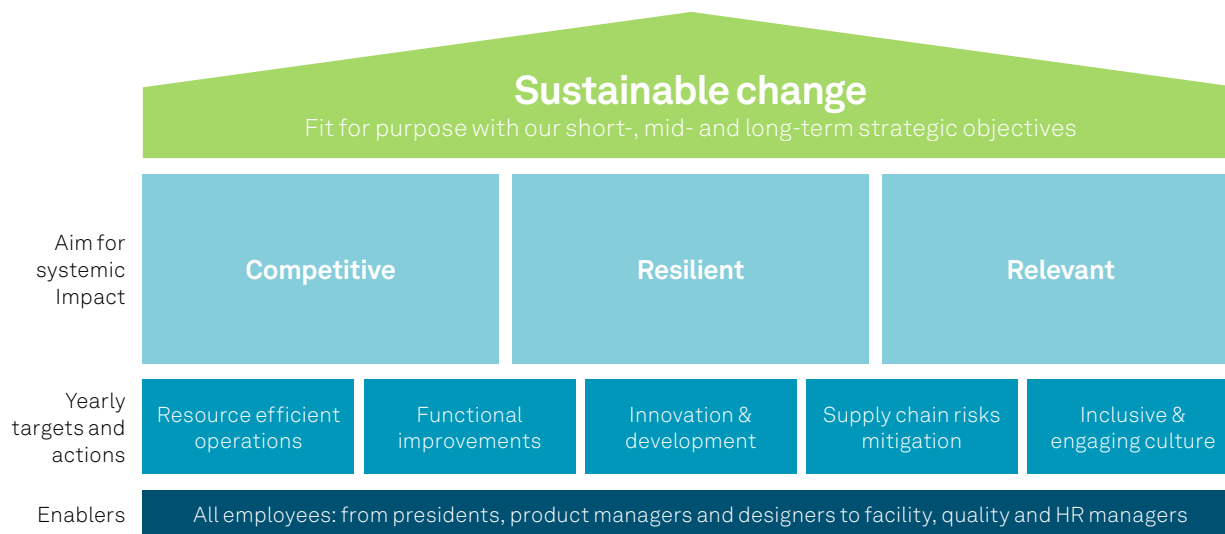 Sustainable change
Fit for purpose with our short-, mid- and long-term strategic objectives
Aim for
systemic
Impact
Competitive
Resilient
Relevant
Yearly
targets and
actions
Resource efficient
operations
Functional
improvements
Innovation &
development
Supply chain risks
mitigation
Inclusive &
engaging culture
Enablers
All employees: from presidents, product managers and designers to facility, quality and HR managers